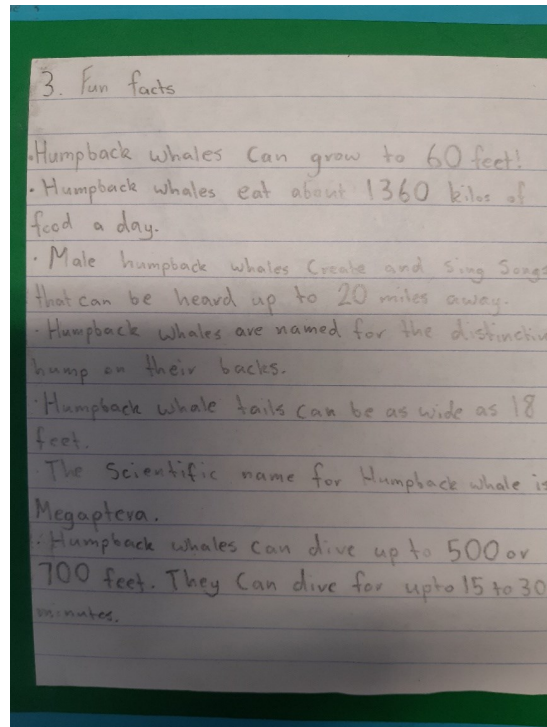 3. Fun facts
·Humpback whales can grow to 60 feet!
· Humpback whales eat about 1360 kilos of
food a day.
· Male humpback whales Create and sing Songs
that can be heard up to 20 miles away.
· Humpback whales are named for the distinctiv
hump on their backs.
·Humpback whale tails can be as wide as 18
feet.
·The Scientific name for Humpback whale is
Megaptera.
·Humpback whales can dive up to 500 or
700 feet. They Can dive for upto 15 to 30
minutes.